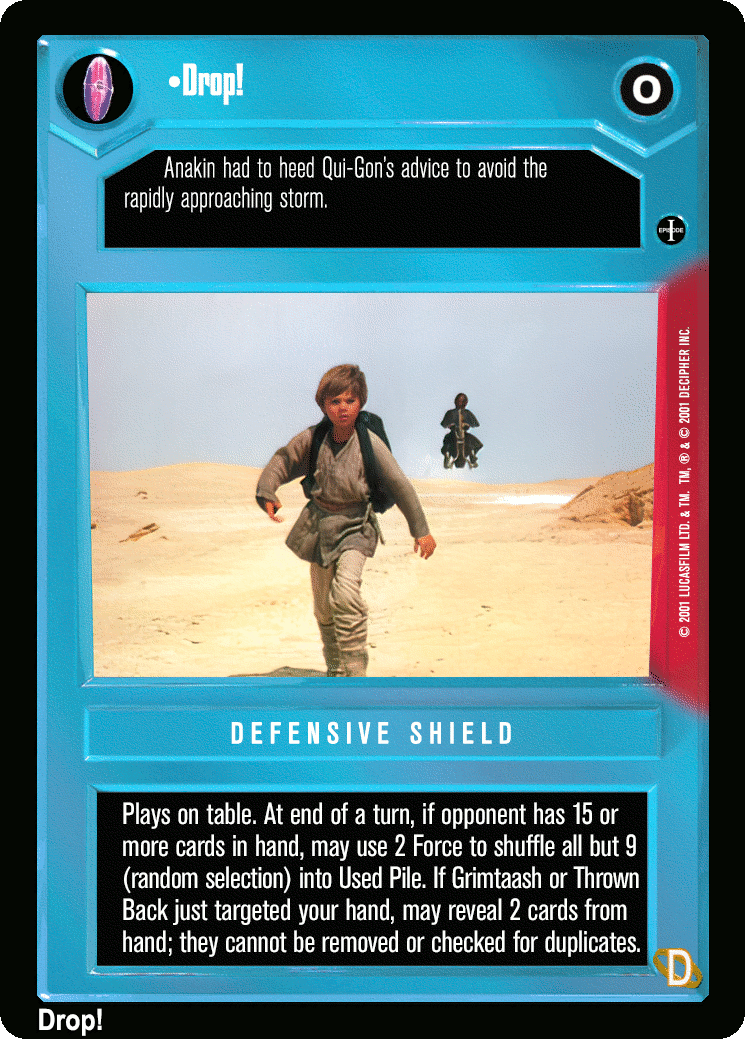 •Drop!
O
Anakin had to heed Qui-Gon's advice to avoid the
rapidly approaching storm.
EPISODE
I
© 2001 LUCASFILM LTD. & TM. TM, ® & © 2001 DECIPHER INC.
DEFENSIVE SHIELD
Plays on table. At end of a turn, if opponent has 15 or
more cards in hand, may use 2 Force to shuffle all but 9
(random selection) into Used Pile. If Grimtaash or Thrown
Back just targeted your hand, may reveal 2 cards from
hand; they cannot be removed or checked for duplicates.
D
Drop!